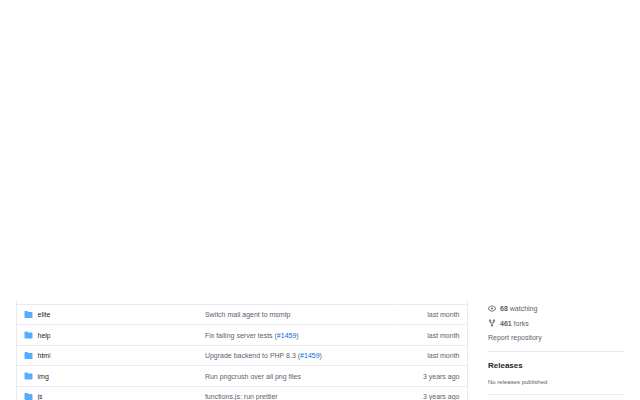 elite Switch mail agent to msmtp last month
help Fix failing server tests (#1459) last month
html Upgrade backend to PHP 8.3 (#1459) last month
img Run pngcrush over all png files 3 years ago
js functions.js: run prettier 3 years ago
68 watching
461 forks
Report repository
Releases
No releases published